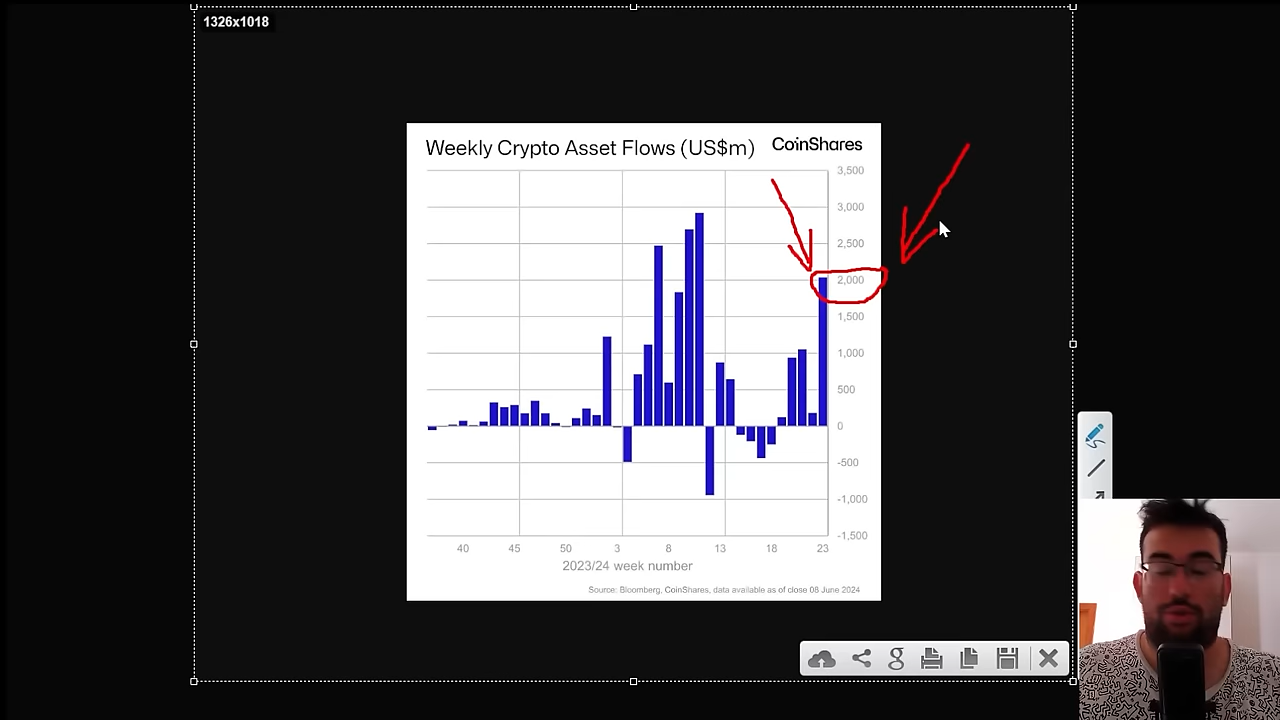 1326x1018
Weekly Crypto Asset Flows (US$m) CoinShares
3,500
3,000
2,500
2,000
1,500
1,000
500
0
-500
-1,000
-1,500
40 45 50 3 8 13 18 23
2023/24 week number
Source: Bloomberg, CoinShares, data available as of close 08 June 2024
g